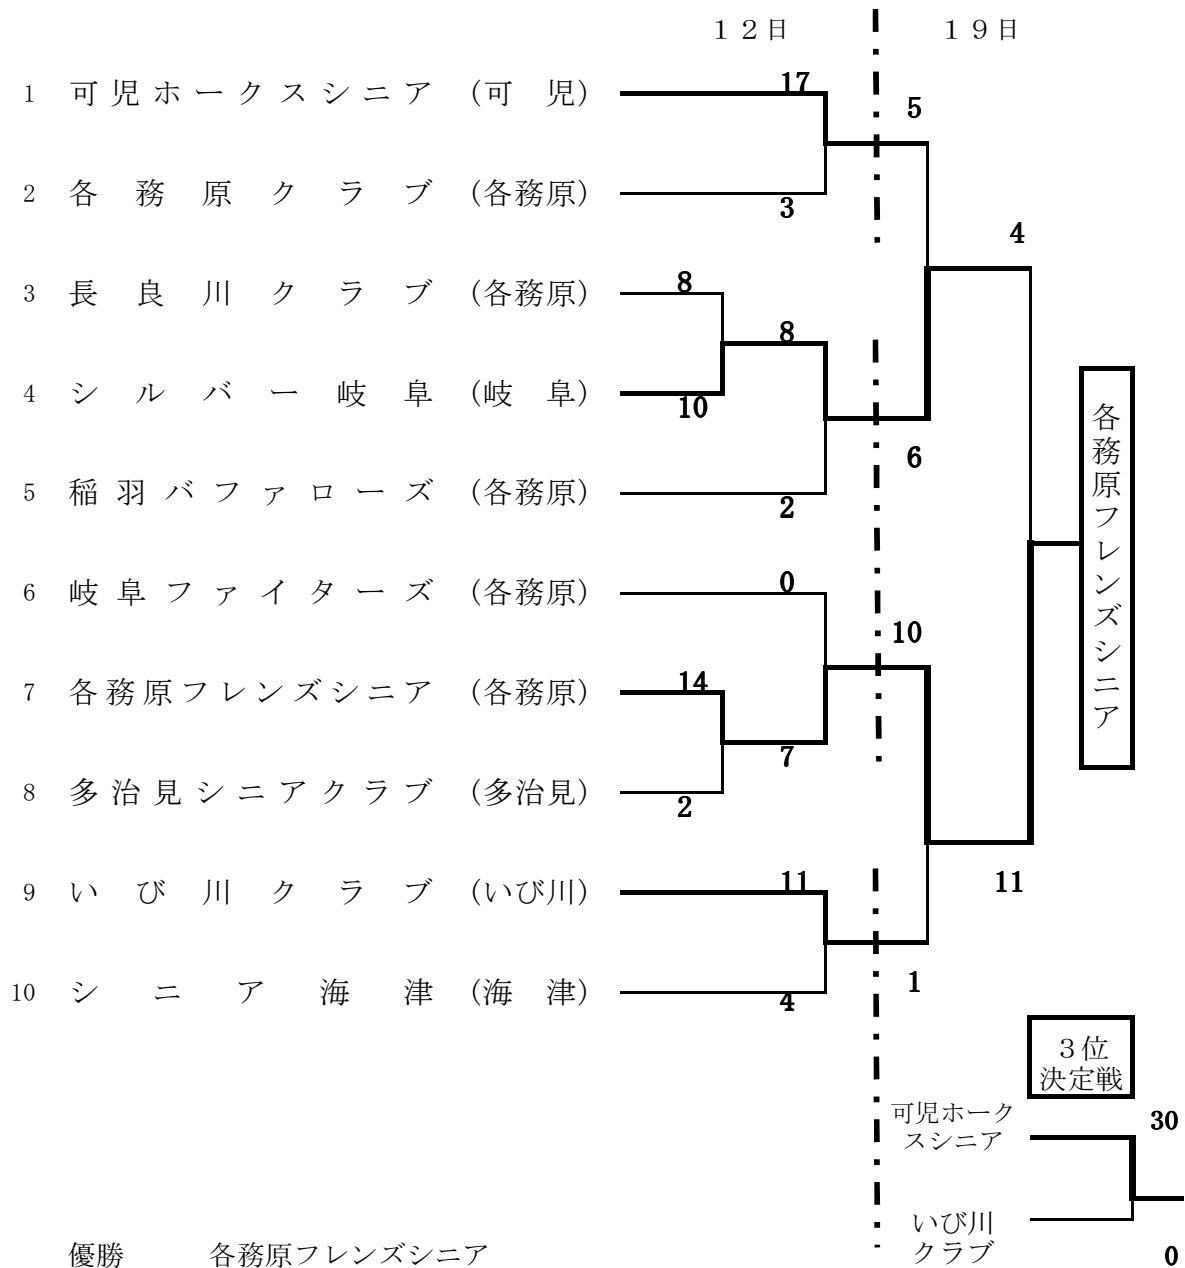 １２日 １９日
1 可児ホークスシニア (可 児) 17
5
2 各務原クラブ (各務原) 3
4
3 長良川クラブ (各務原) 8
8
4 シルバー岐阜 (岐 阜) 10
6
5 稲羽バファローズ (各務原) 2
各務原フレンズシニア
6 岐阜ファイターズ (各務原) 0
10
7 各務原フレンズシニア (各務原) 14
7
8 多治見シニアクラブ (多治見) 2
9 いび川クラブ (いび川) 11
11
1
10 シニア海津 (海 津) 4
３位
決定戦
可児ホーク
スシニア
30
いび川
クラブ
0
優勝 各務原フレンズシニア